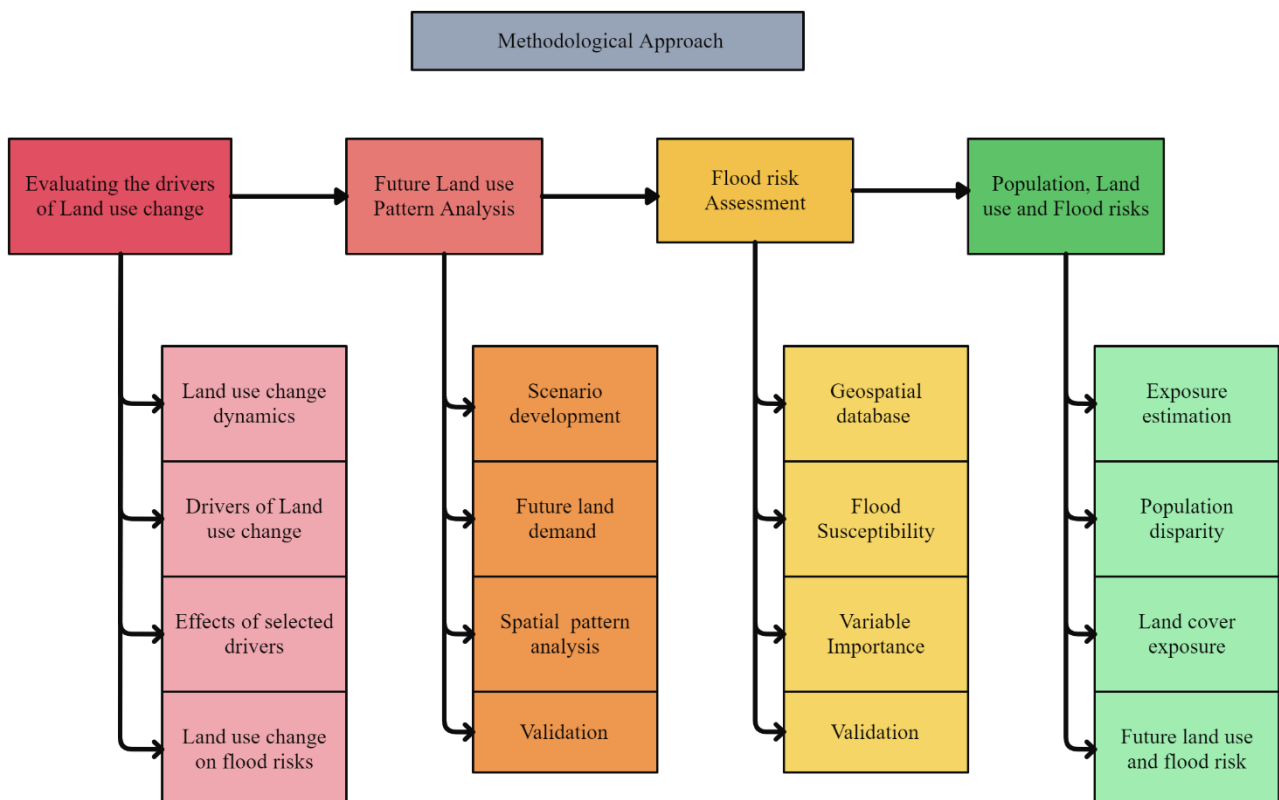 Methodological Approach
Evaluating the drivers
of Land use change
Future Land use
Pattern Analysis
Flood risk
Assessment
Population, Land
use and Flood risks
Land use change
dynamics
Drivers of Land
use change
Effects of selected
drivers
Land use change
on flood risks
Scenario
development
Future land
demand
Spatial pattern
analysis
Validation
Geospatial
database
Flood
Susceptibility
Variable
Importance
Validation
Exposure
estimation
Population
disparity
Land cover
exposure
Future land use
and flood risk